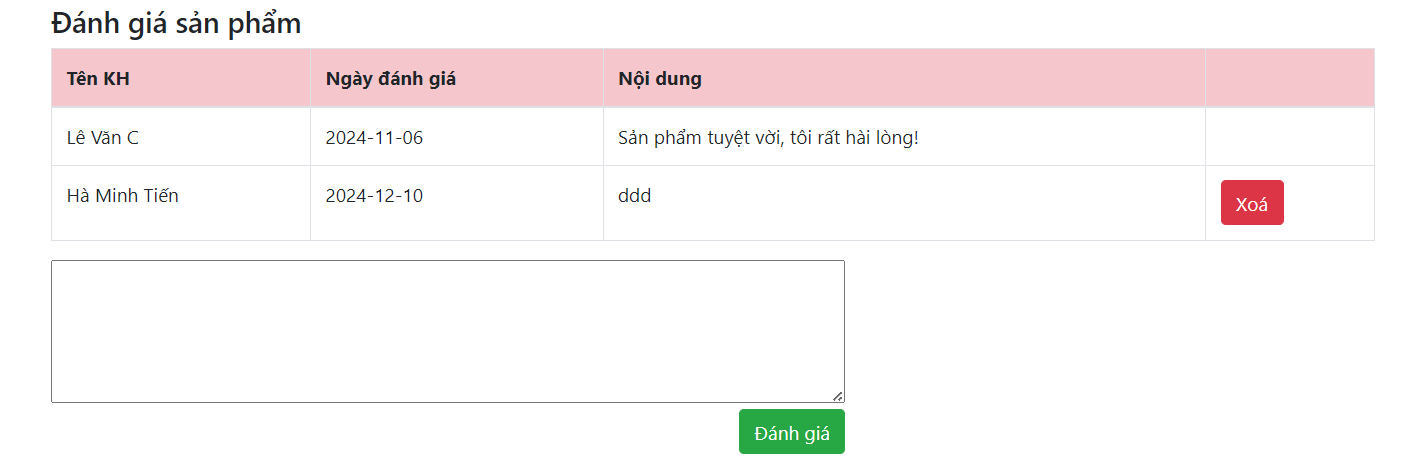 Đánh giá sản phẩm
Tên KH Ngày đánh giá Nội dung
Lê Văn C 2024-11-06 Sản phẩm tuyệt vời, tôi rất hài lòng!
Hà Minh Tiến 2024-12-10 ddd Xoá
Đánh giá